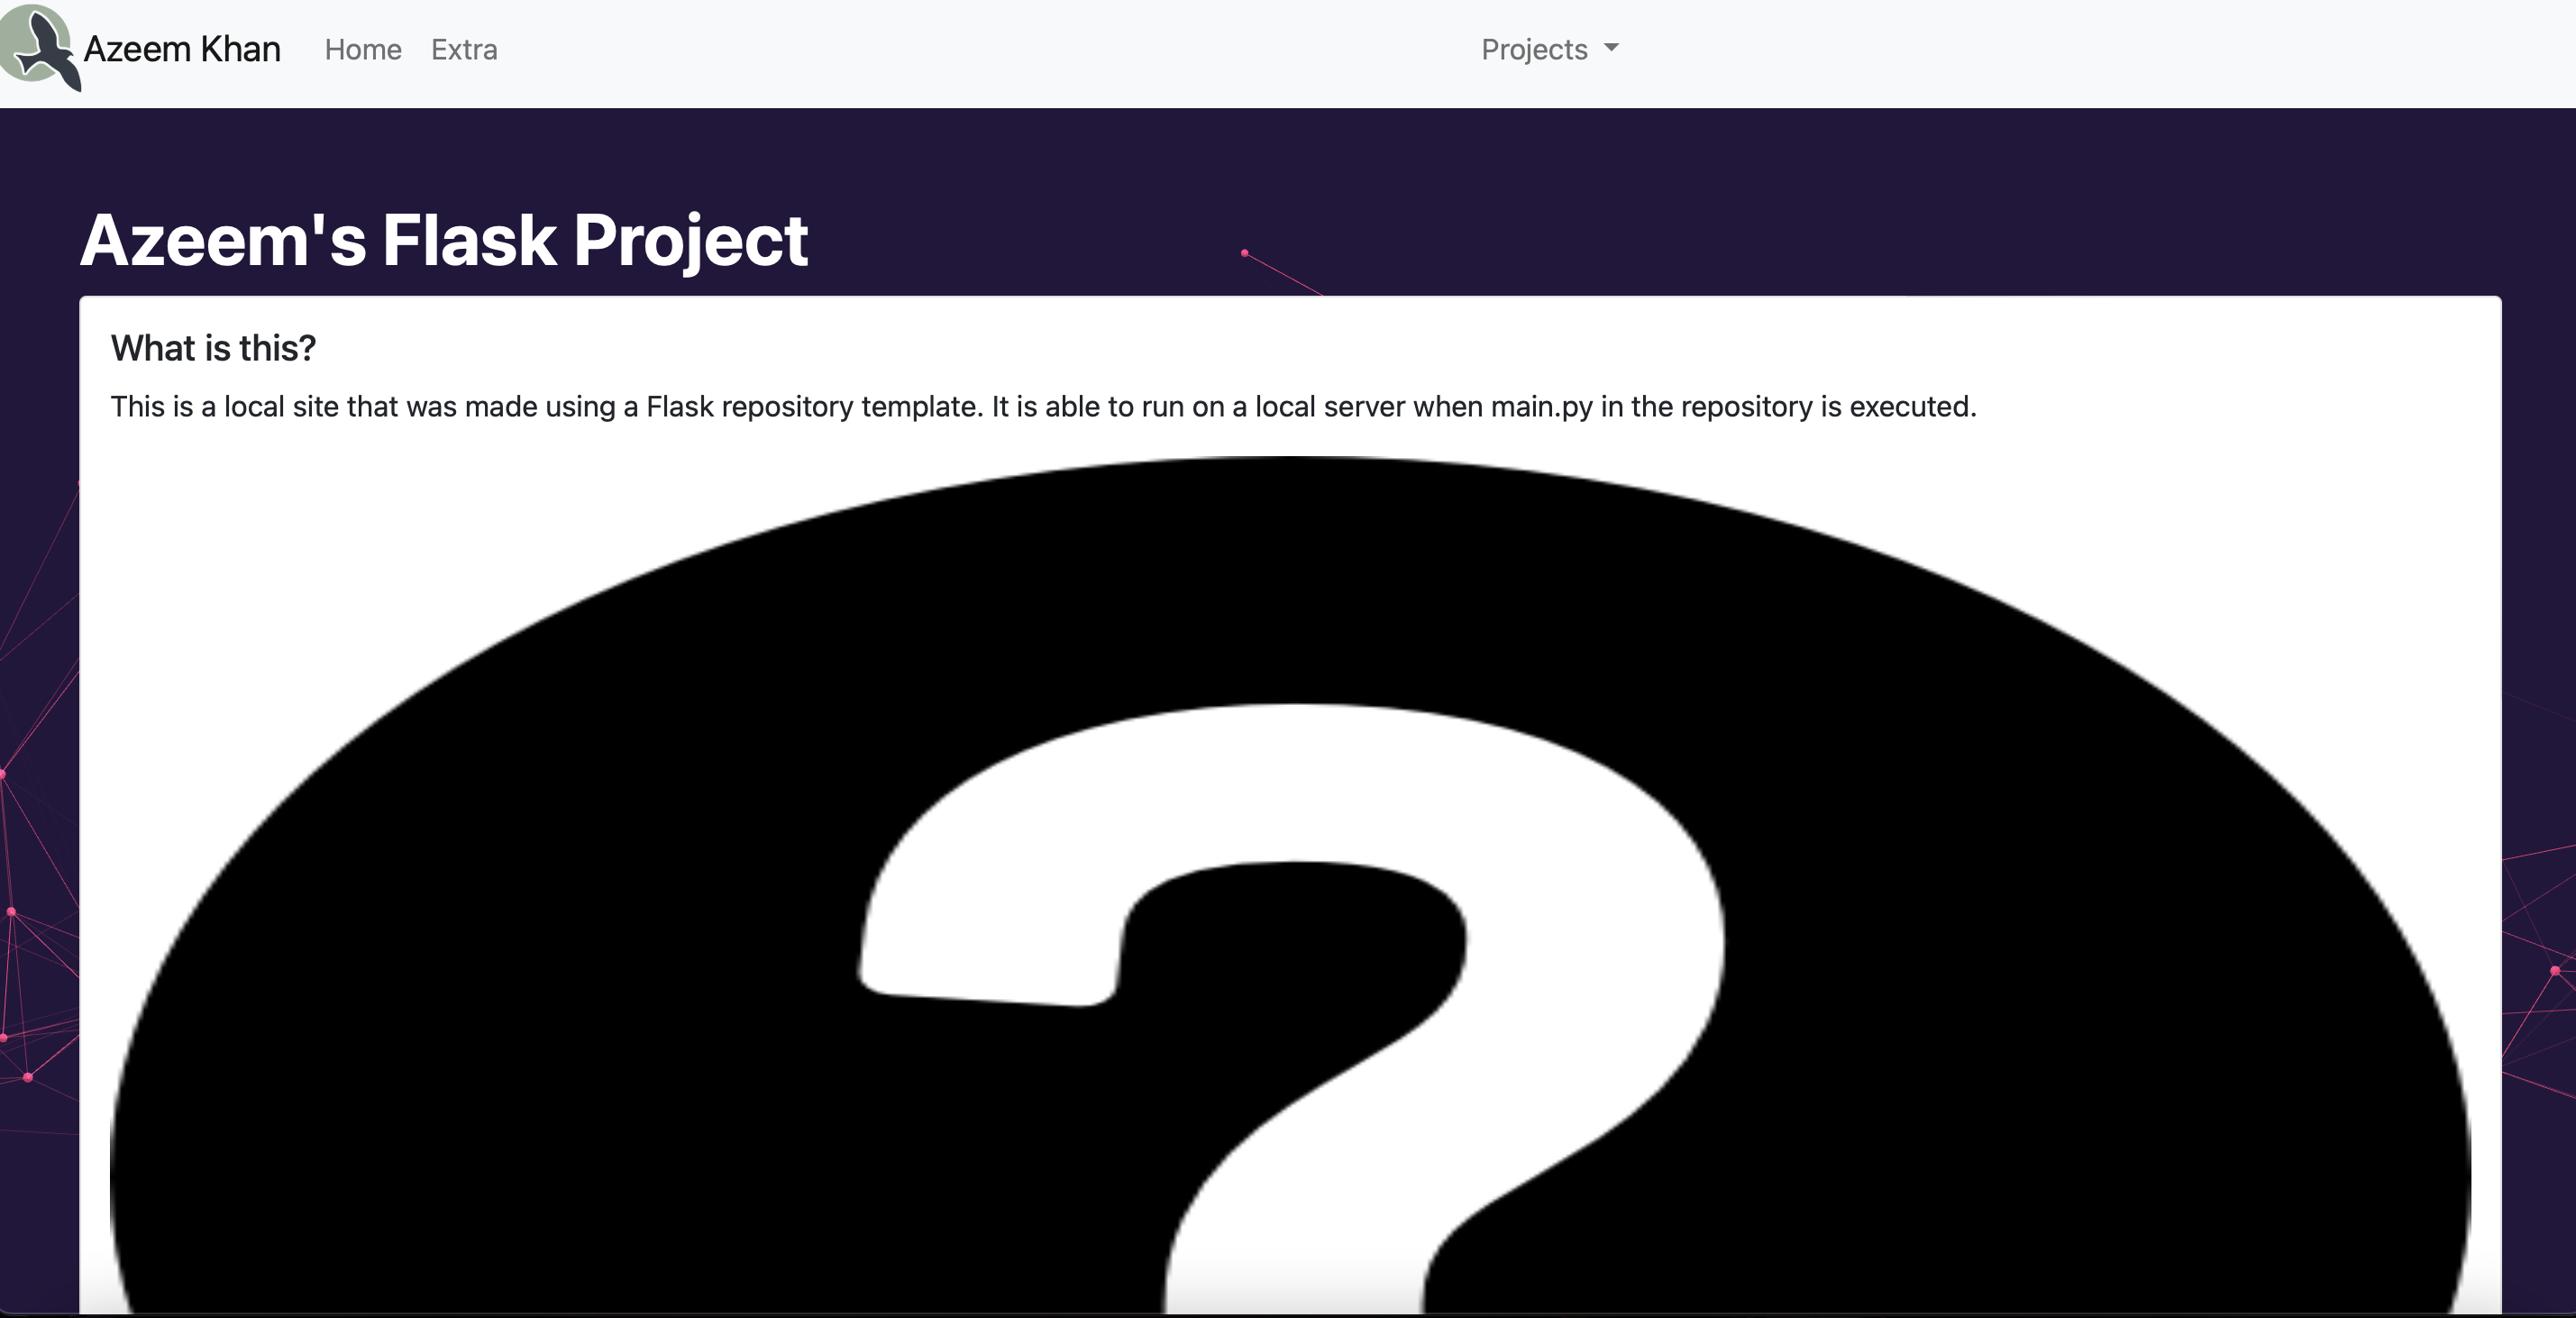 Azeem Khan Home Extra Projects
Azeem's Flask Project
What is this?
This is a local site that was made using a Flask repository template. It is able to run on a local server when main.py in the repository is executed.
?